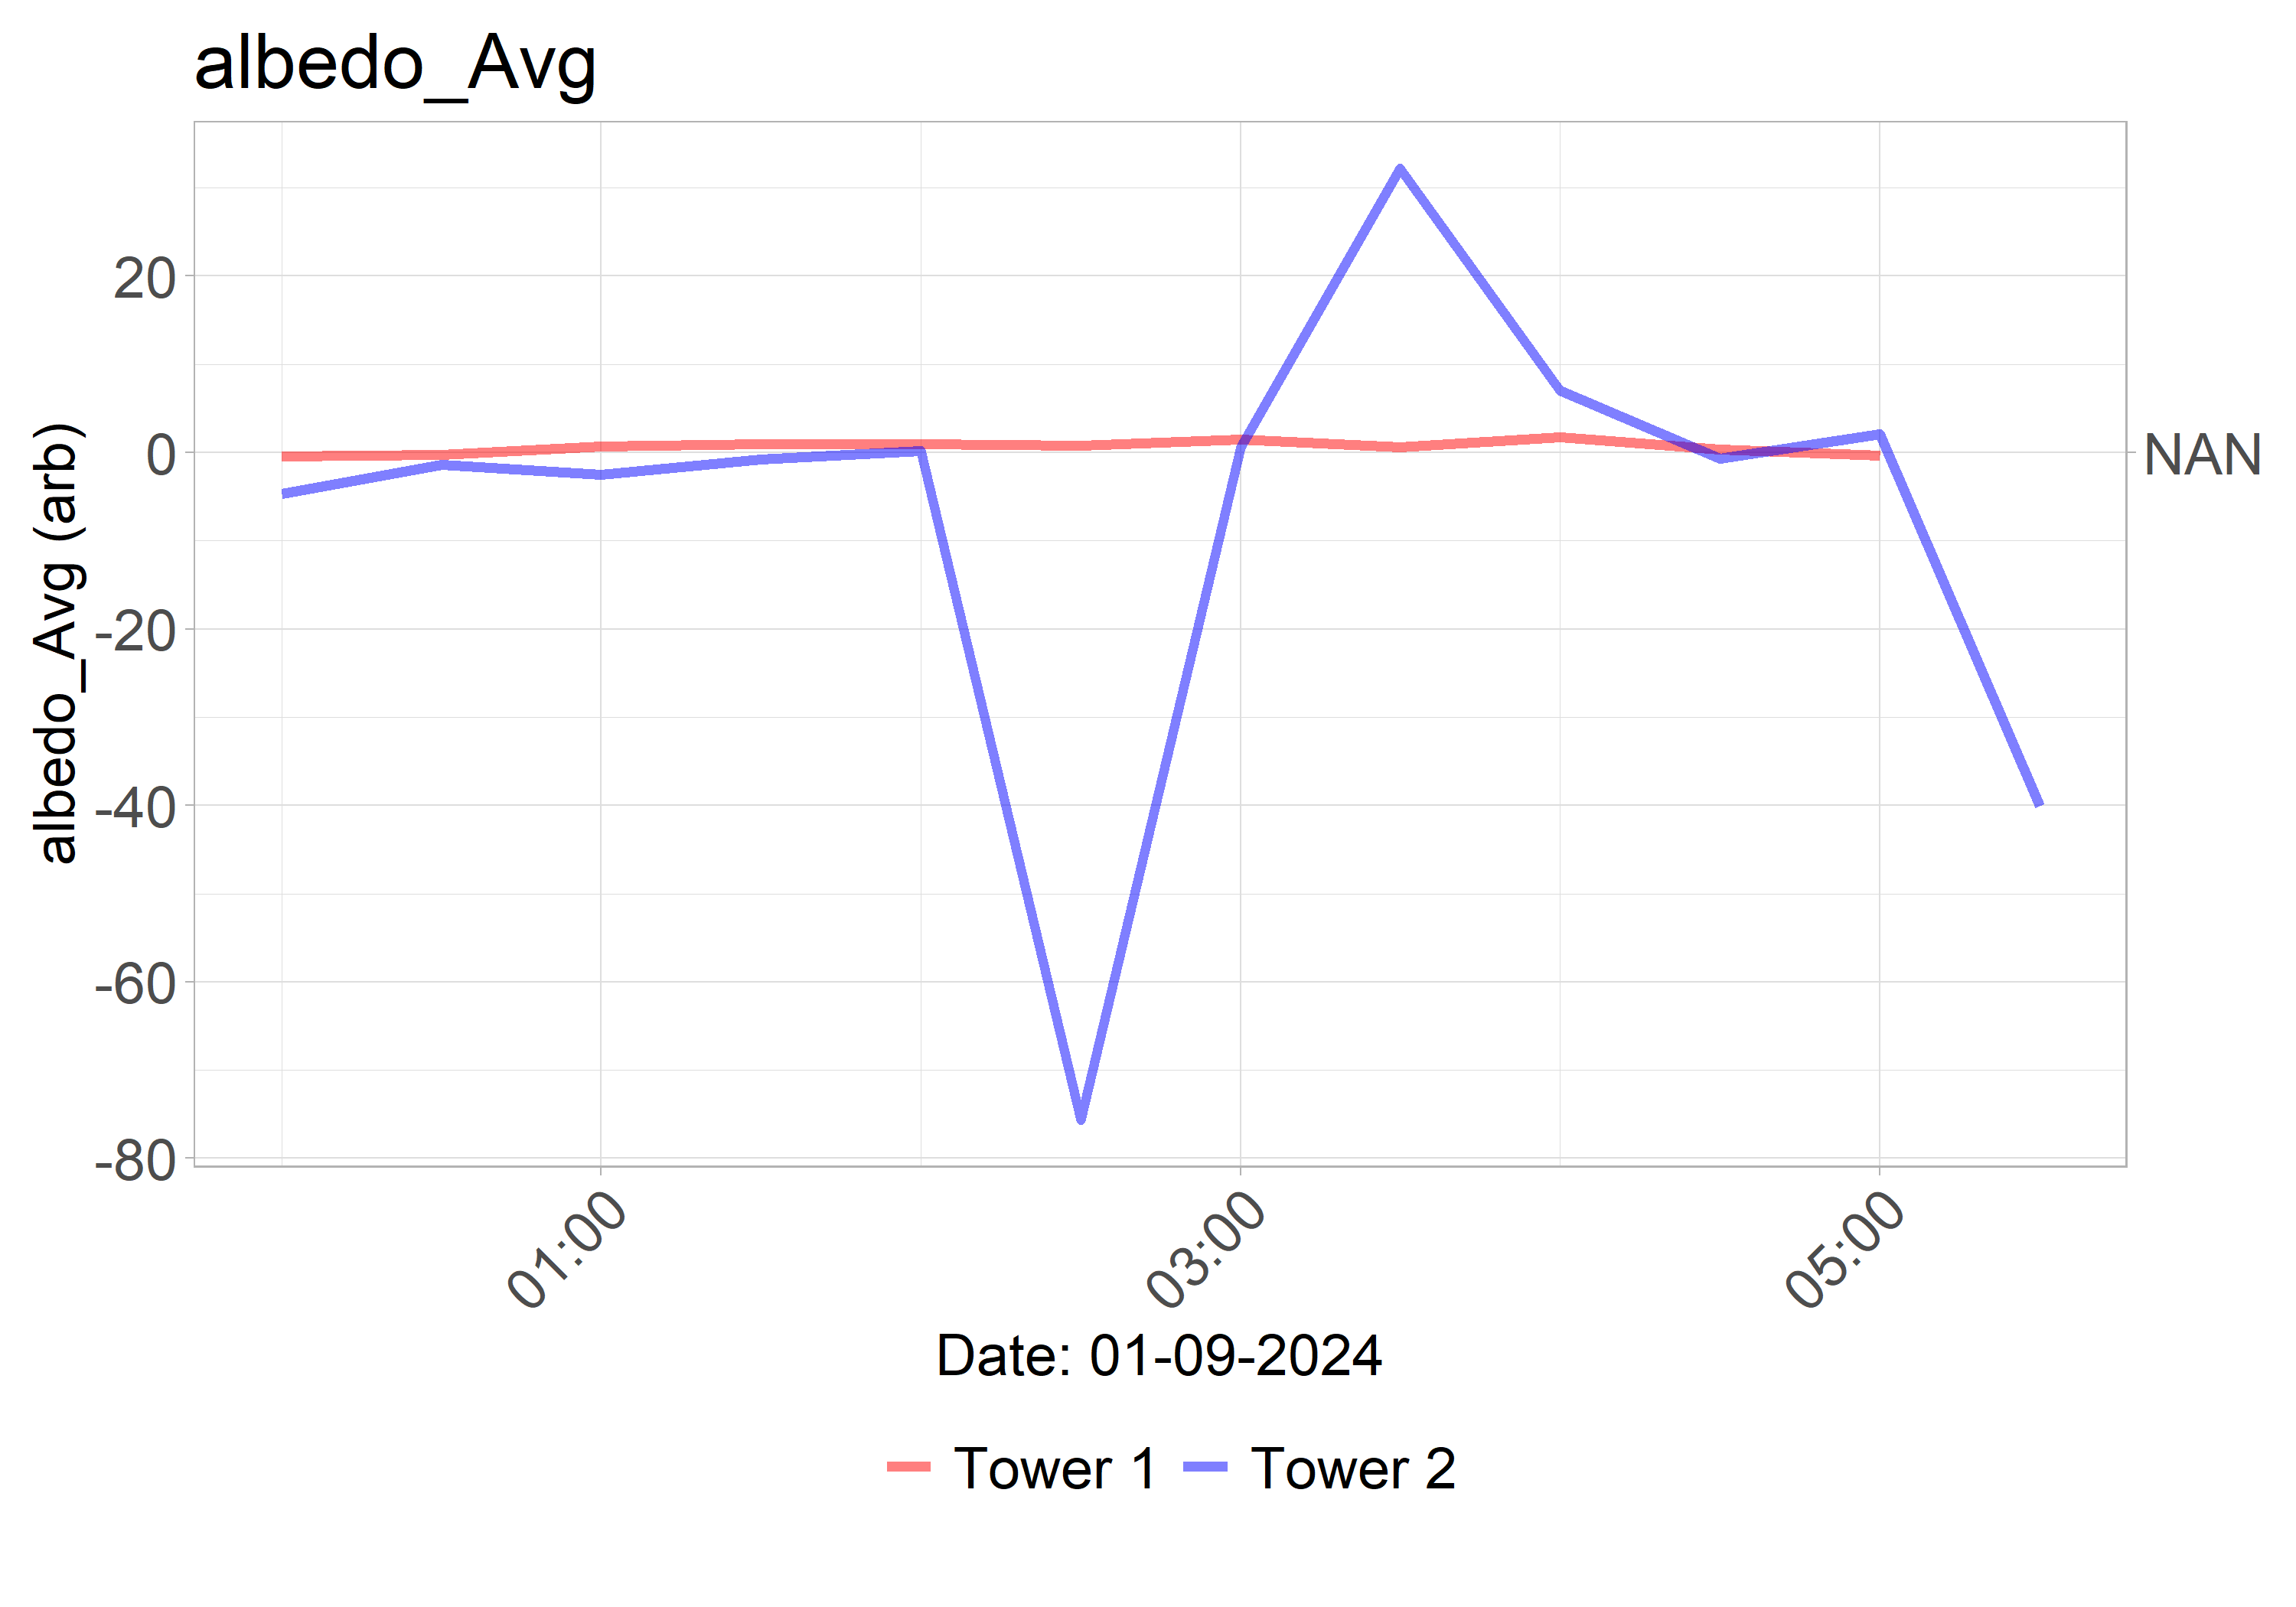 albedo_Avg
albedo_Avg (arb)
20
0
-20
-40
-60
-80
NAN
01:00
03:00
05:00
Date: 01-09-2024
Tower 1
Tower 2